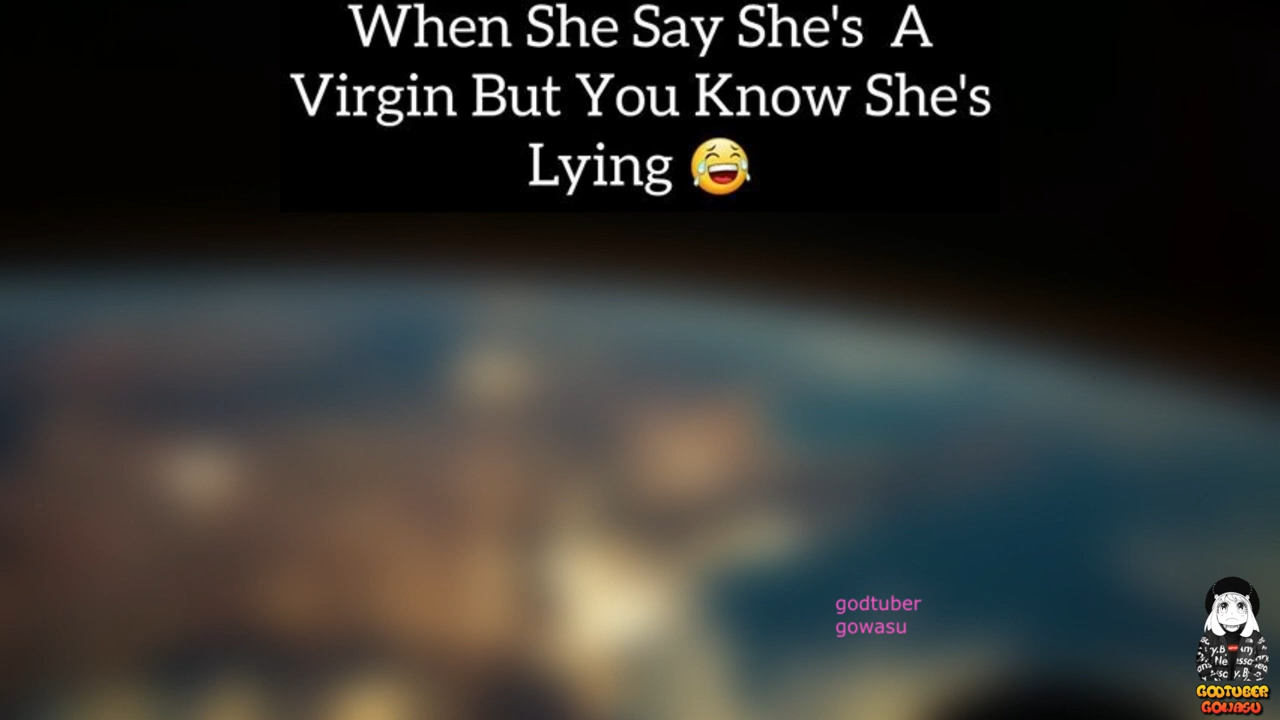 When She Say She's A
Virgin But You Know She's
Lying 😂
godtuber
gowasu
GODTUBER
GOWASU